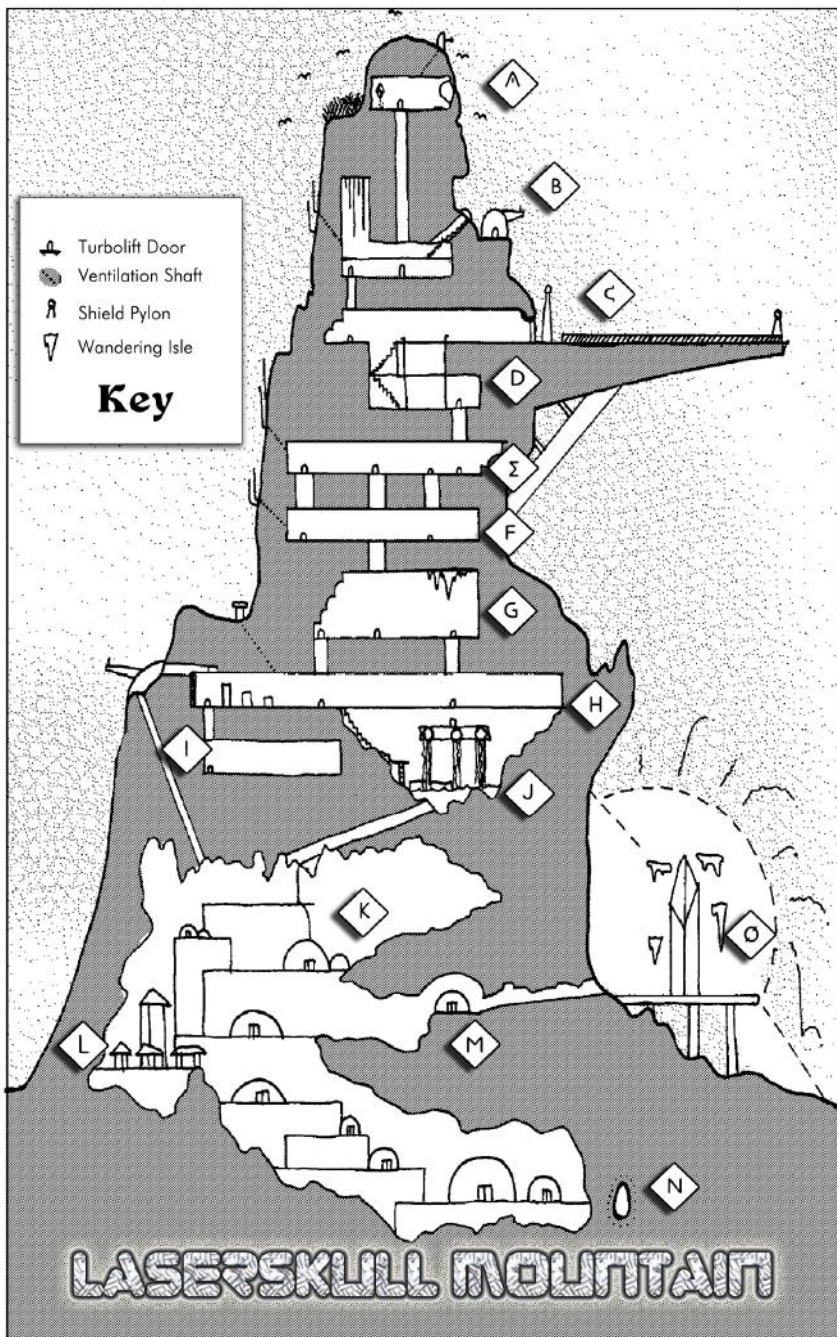 A
B
Turbolift Door
Ventilation Shaft
Shield Pylon
Wandering Isle
Key
C
D
Σ
F
G
H
I
J
K
Ø
L
M
N
LASERSKULL MOUNTAIN